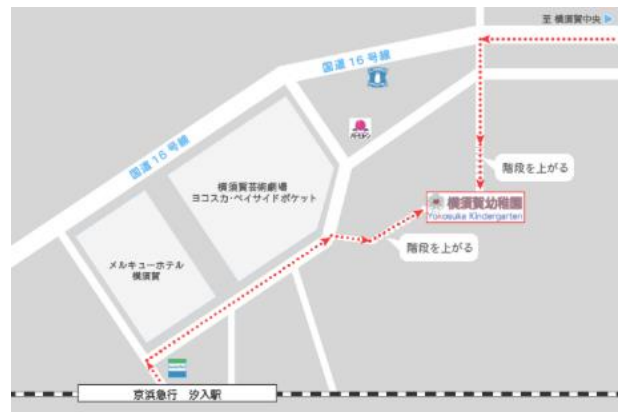 至 横須賀中央
国道16号線
国道16号線
階段を上がる
横須賀芸術劇場
ヨコスカ・ベイサイドポケット
横須賀幼稚園
Yokosuka Kindergarten
階段を上がる
メルキューホテル
横須賀
京浜急行 汐入駅